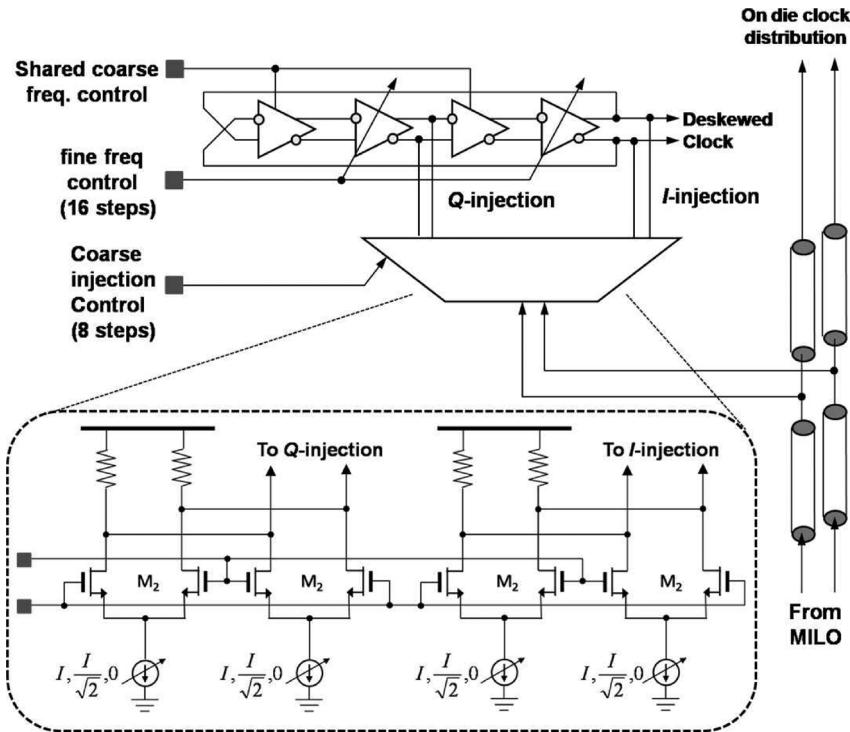 On die clock
distribution
Shared coarse
freq. control
Deskewed
Clock
fine freq
control
(16 steps)
Q-injection
I-injection
Coarse
injection
Control
(8 steps)
To Q-injection
To I-injection
M2
M2
M2
M2
From
MILO
I, I/√2, 0
I, I/√2, 0
I, I/√2, 0
I, I/√2, 0